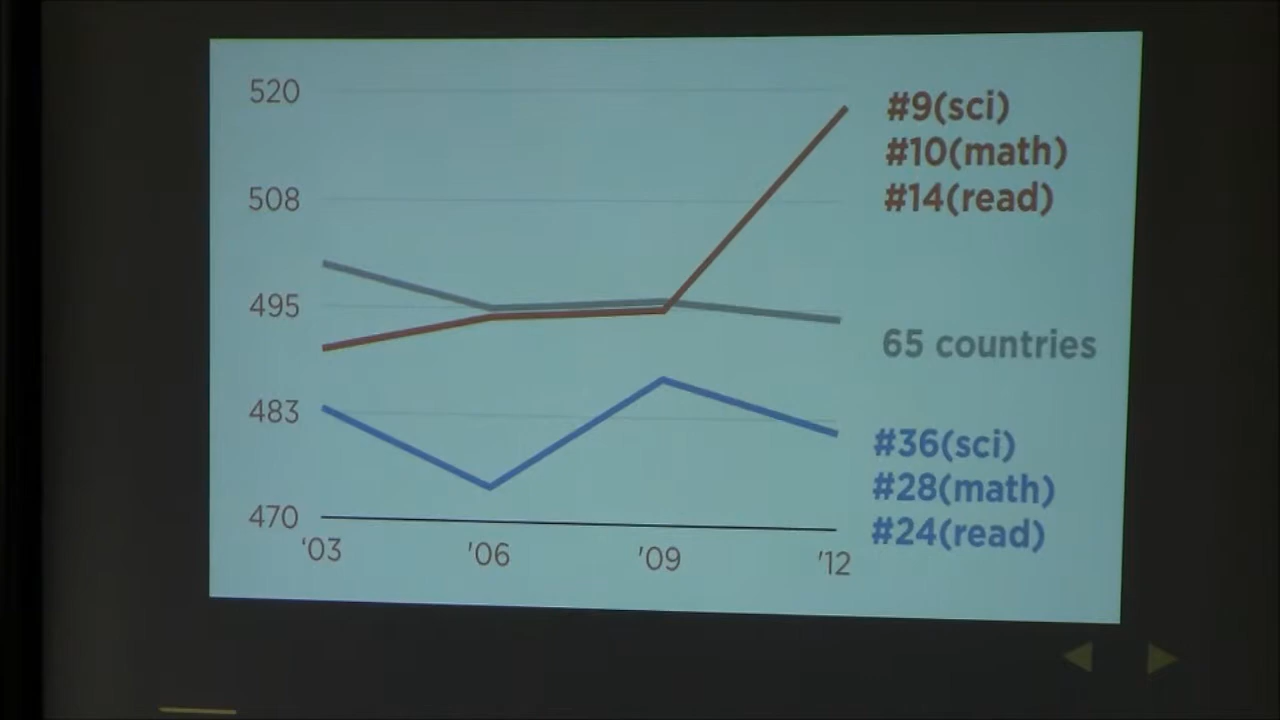 520
508
495
483
470
'03 '06 '09 '12
#9(sci)
#10(math)
#14(read)
65 countries
#36(sci)
#28(math)
#24(read)